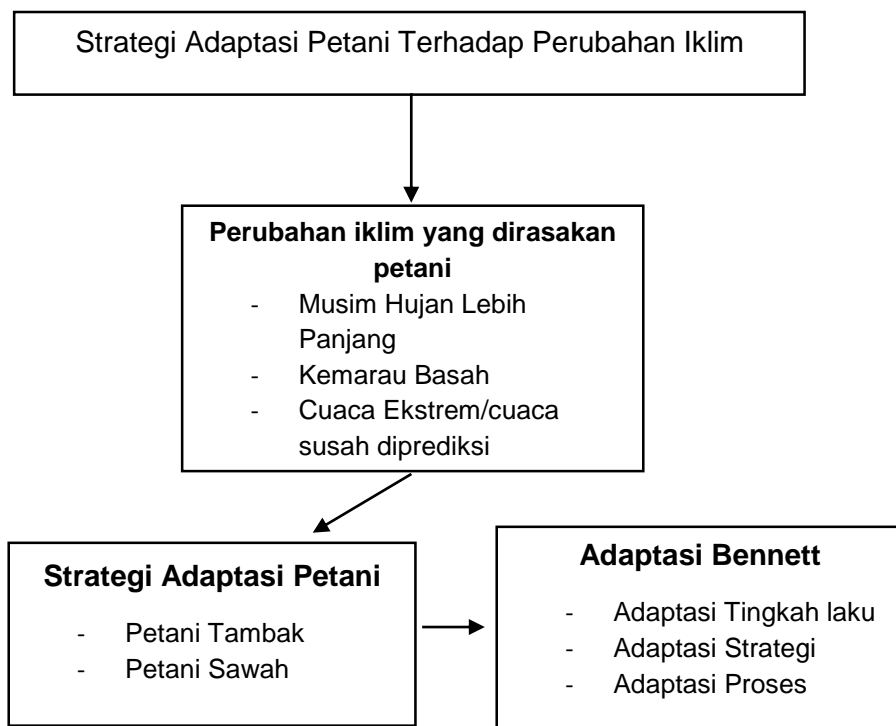 Strategi Adaptasi Petani Terhadap Perubahan Iklim
Perubahan iklim yang dirasakan
petani
- Musim Hujan Lebih
Panjang
- Kemarau Basah
- Cuaca Ekstrem/cuaca
susah diprediksi
Strategi Adaptasi Petani
- Petani Tambak
- Petani Sawah
Adaptasi Bennett
- Adaptasi Tingkah laku
- Adaptasi Strategi
- Adaptasi Proses